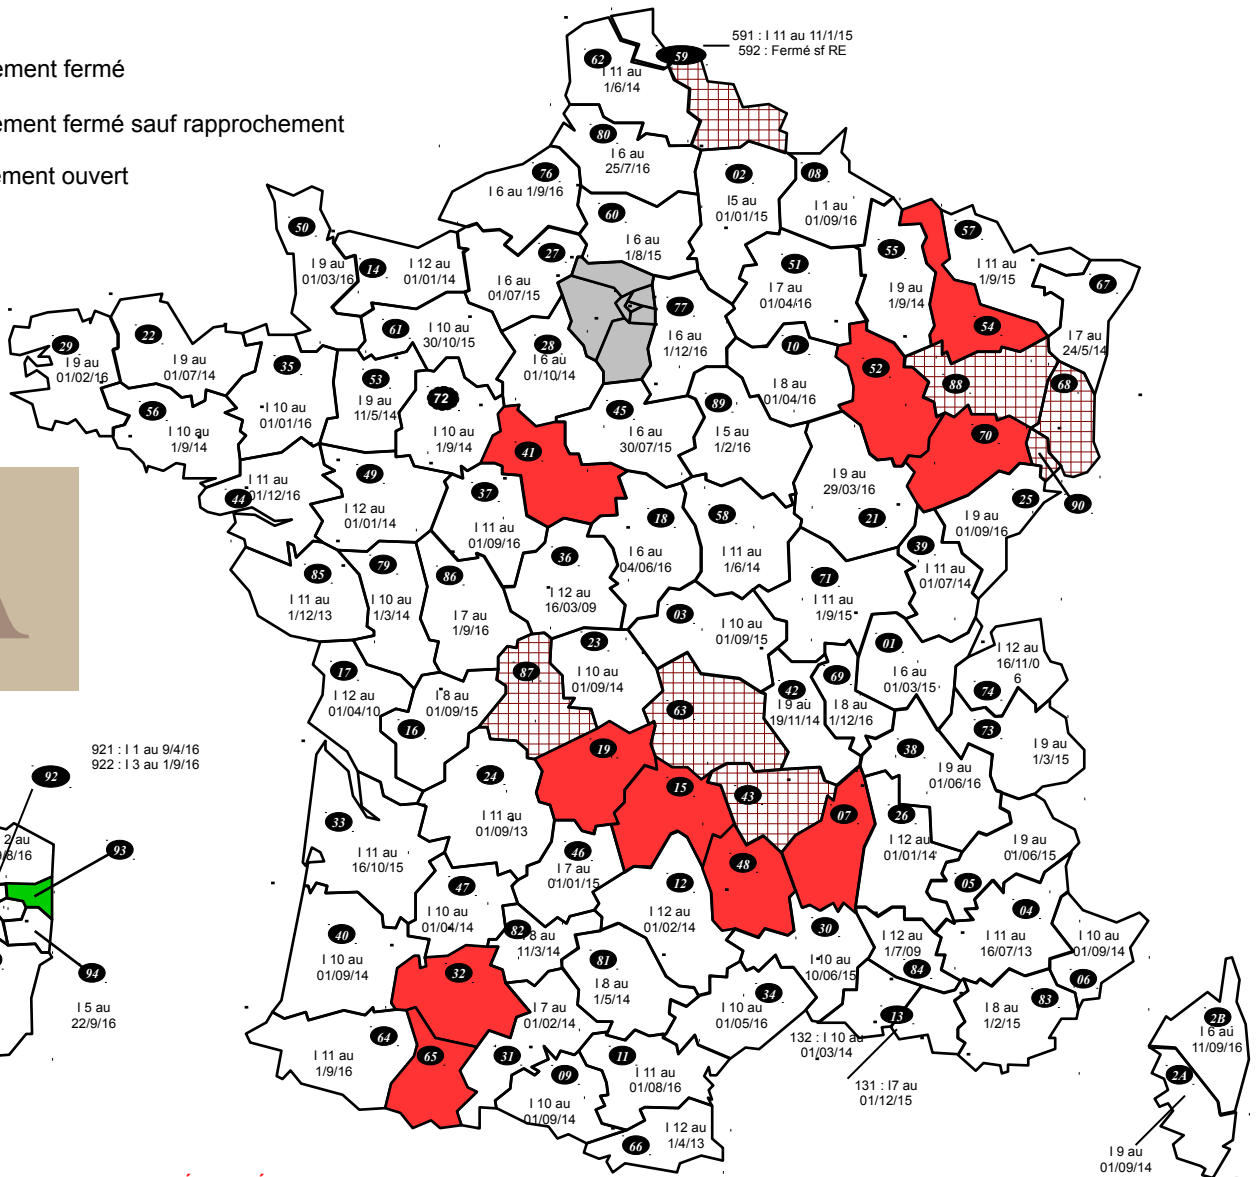 ement fermé
ement fermé sauf rapprochement
ement ouvert
591 : I 11 au 11/1/15
592 : Fermé sf RE
59
62
I 11 au
1/6/14
80
I 6 au
25/7/16
76
I 6 au 1/9/16
02
I5 au
01/01/15
08
I 1 au
01/09/16
60
I 6 au
1/8/15
50
I 9 au
01/03/16
14
I 12 au
01/01/14
27
I 6 au
01/07/15
51
I 7 au
01/04/16
55
I 9 au
1/9/14
57
I 11 au
1/9/15
67
I 7 au
24/5/14
54
77
I 6 au
1/12/16
61
I 10 au
30/10/15
28
I 6 au
01/10/14
10
I 8 au
01/04/16
52
88
68
29
I 9 au
01/02/16
22
I 9 au
01/07/14
35
I 10 au
01/01/16
53
I 9 au
11/5/14
72
I 10 au
1/9/14
56
I 10 au
1/9/14
45
I 6 au
30/07/15
89
I 5 au
1/2/16
70
41
44
I 11 au
01/12/16
49
I 12 au
01/01/14
37
I 11 au
01/09/16
18
I 6 au
04/06/16
58
I 11 au
1/6/14
I 9 au
29/03/16
21
25
I 9 au
01/09/16
90
39
I 11 au
01/07/14
85
I 11 au
1/12/13
79
I 10 au
1/3/14
86
I 7 au
1/9/16
36
I 12 au
16/03/09
71
I 11 au
1/9/15
03
I 10 au
01/09/15
23
I 10 au
01/09/14
87
01
I 6 au
01/03/15
I 12 au
16/11/0
6
74
17
I 12 au
01/04/10
I 8 au
01/09/15
16
63
42
I 9 au
19/11/14
69
I 8 au
1/12/16
73
I 9 au
1/3/15
38
I 9 au
01/06/16
921 : I 1 au 9/4/16
922 : I 3 au 1/9/16
92
19
24
I 11 au
01/09/13
15
43
07
26
I 12 au
01/01/14
I 9 au
01/06/15
05
33
I 11 au
16/10/15
2 au
93
46
I 7 au
01/01/15
48
47
I 10 au
01/04/14
12
I 12 au
01/02/14
30
I 10 au
10/06/15
I 12 au
1/7/09
84
04
I 11 au
16/07/13
I 10 au
01/09/14
06
40
I 10 au
01/09/14
82
I 8 au
11/3/14
32
81
I 8 au
1/5/14
34
I 10 au
01/05/16
94
I 5 au
22/9/16
I 7 au
01/02/14
31
13
132 : I 10 au
01/03/14
131 : I7 au
01/12/15
83
I 8 au
1/2/15
2B
I 6 au
11/09/16
64
I 11 au
1/9/16
65
09
I 10 au
01/09/14
11
I 11 au
01/08/16
66
I 12 au
1/4/13
2A
I 9 au
01/09/14